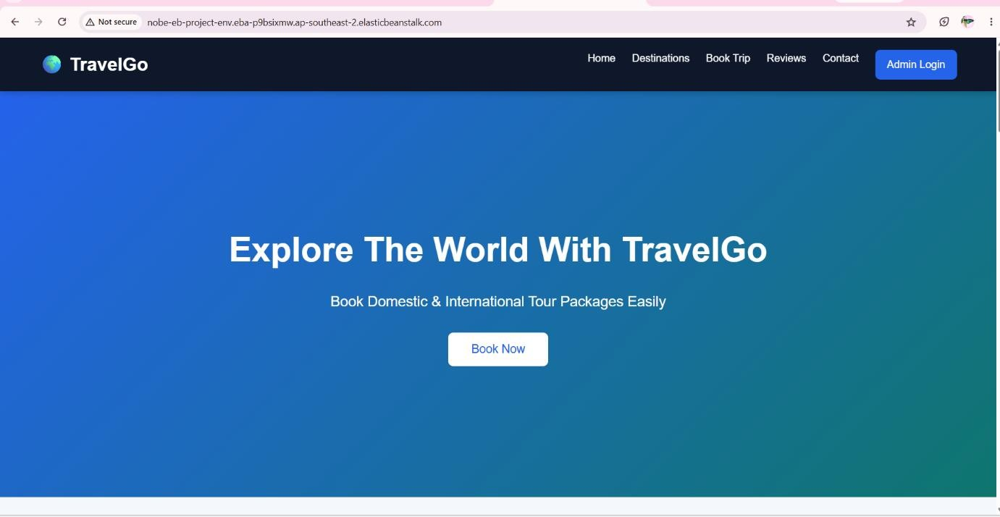 Not secure nobe-eb-project-env.eba-p9bsixmw.ap-southeast-2.elasticbeanstalk.com
TravelGo Home Destinations Book Trip Reviews Contact Admin Login
Explore The World With TravelGo
Book Domestic & International Tour Packages Easily
Book Now